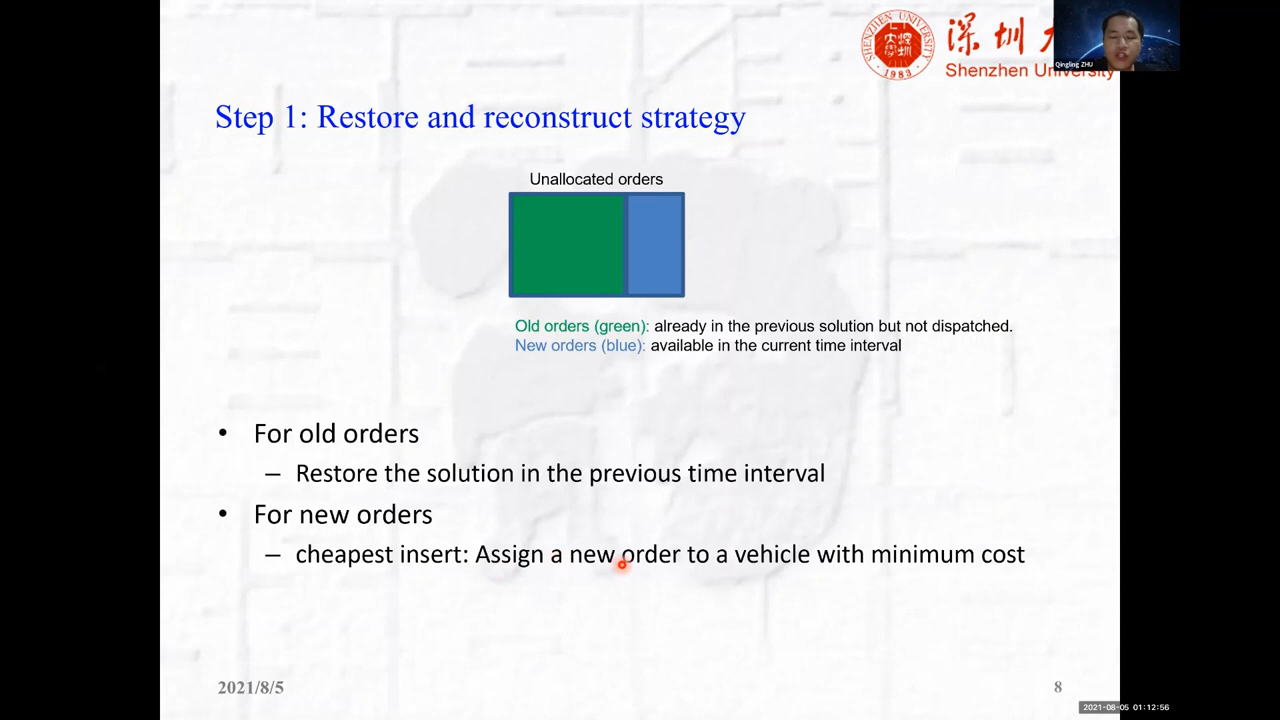 深圳大
Shenzhen University
Qingling ZHU
SHENZHEN UNIVERSITY
1983
Step 1: Restore and reconstruct strategy
Unallocated orders
Old orders (green): already in the previous solution but not dispatched.
New orders (blue): available in the current time interval
• For old orders
– Restore the solution in the previous time interval
• For new orders
– cheapest insert: Assign a new order to a vehicle with minimum cost
2021/8/5
8
2021-08-05 01:12:56